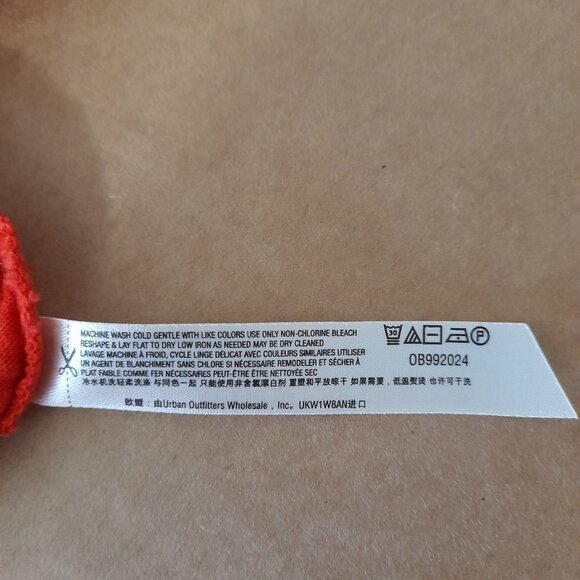 MACHINE WASH COLD GENTLE WITH LIKE COLORS USE ONLY NON-CHLORINE BLEACH
RESHAPE & LAY FLAT TO DRY LOW IRON AS NEEDED MAY BE DRY CLEANED
LAVAGE MACHINE À FROID, CYCLE LINGE DÉLICAT AVEC COULEURS SIMILAIRES UTILISER
UN AGENT DE BLANCHIMENT SANS CHLORE SI NÉCESSAIRE REMODELER ET SÉCHER À
PLAT FAIBLE COMME FER NÉCESSAIRES PEUT-ÊTRE ÊTRE NETTOYÉE SEC
冷水机洗轻柔洗涤 与同色一起 只能使用非含氯漂白剂 重塑和平放晾干 如果需要，低温熨烫 也许可干洗
欧盟：由Urban Outfitters Wholesale，Inc。UKW1W8AN进口
30
P
OB992024